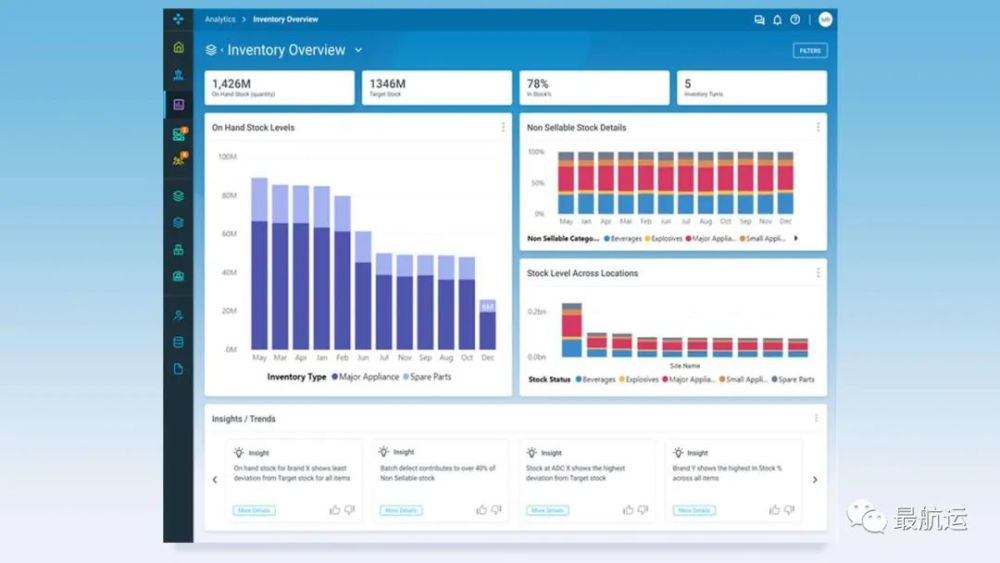 Analytics > Inventory Overview
MR
Inventory Overview
FILTERS
1,426M
On Hand Stock (quantity)
1346M
Target Stock
78%
In Stock%
5
Inventory Turns
On Hand Stock Levels
100M
80M
60M
40M
20M
0M
6M
May Mar Apr Jan Feb Jun Jul Nov Sep Aug Oct Dec
Inventory Type Major Appliance Spare Parts
Non Sellable Stock Details
100%
50%
0%
May Jan Apr Mar Feb Jun Jul Aug Oct Sep Nov Dec
Non Sellable Catego... Beverages Explosives Major Applia... Small Appli...
Stock Level Across Locations
0.2bn
0.0bn
Site Name
Stock Status Beverages Explosives Major Applia... Small Appli... Spare Parts
Insights / Trends
Insight
On hand stock for brand X shows least
deviation from Target stock for all items
More Details
Insight
Batch defect contributes to over 40% of
Non Sellable stock
More Details
Insight
Stock at ADC X shows the highest
deviation from Target stock
More Details
Insight
Brand Y shows the highest In Stock %
across all items
More Details
最航运